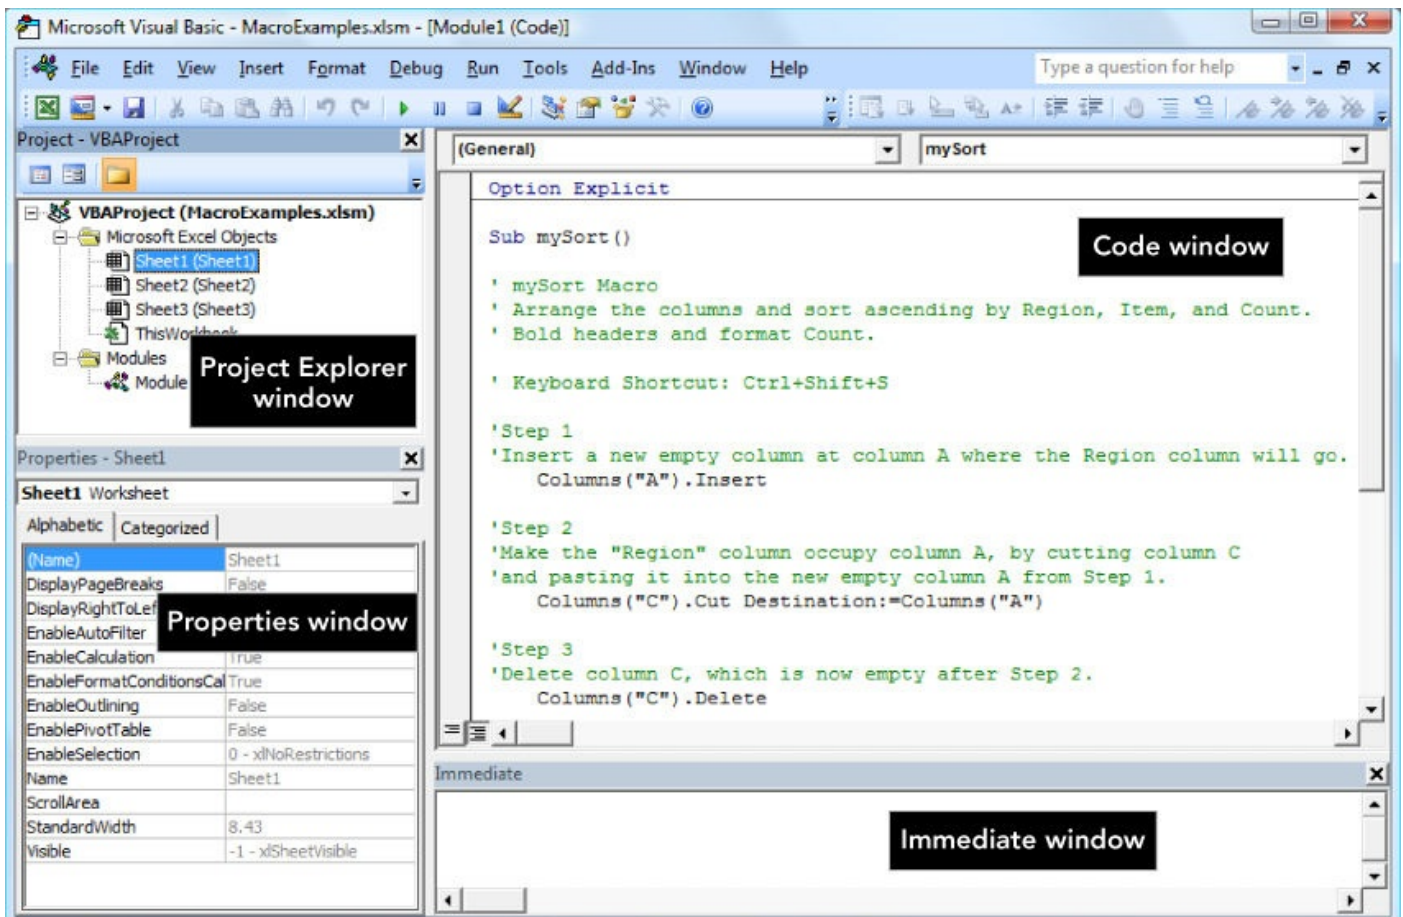 Microsoft Visual Basic - MacroExamples.xlsm - [Module1 (Code)]
File Edit View Insert Format Debug Run Tools Add-Ins Window Help
Type a question for help
Project - VBAProject
VBAProject (MacroExamples.xlsm)
Microsoft Excel Objects
Sheet1 (Sheet1)
Sheet2 (Sheet2)
Sheet3 (Sheet3)
ThisWorkbook
Modules
Module
Project Explorer
window
Properties - Sheet1
Sheet1 Worksheet
Alphabetic Categorized
(Name) Sheet1
DisplayPageBreaks False
DisplayRightToLef
EnableAutoFilter
Properties window
EnableCalculation True
EnableFormatConditionsCal True
EnableOutlining False
EnablePivotTable False
EnableSelection 0 - xlNoRestrictions
Name Sheet1
ScrollArea
StandardWidth 8.43
Visible -1 - xlSheetVisible
(General) mySort
Option Explicit
Sub mySort()
Code window
' mySort Macro
' Arrange the columns and sort ascending by Region, Item, and Count.
' Bold headers and format Count.
' Keyboard Shortcut: Ctrl+Shift+S
'Step 1
'Insert a new empty column at column A where the Region column will go.
Columns("A").Insert
'Step 2
'Make the "Region" column occupy column A, by cutting column C
'and pasting it into the new empty column A from Step 1.
Columns("C").Cut Destination:=Columns("A")
'Step 3
'Delete column C, which is now empty after Step 2.
Columns("C").Delete
Immediate
Immediate window